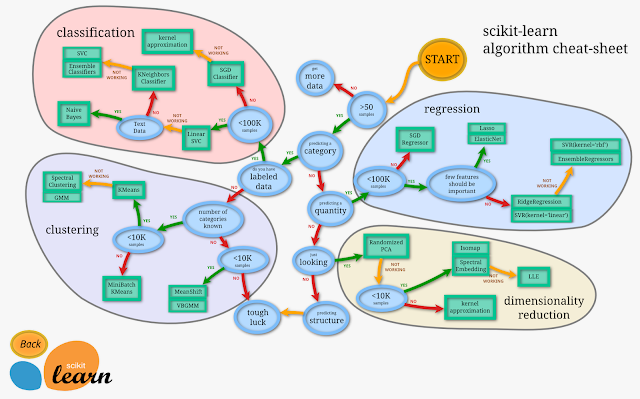 scikit-learn
algorithm cheat-sheet
classification
kernel
approximation
SVC
Ensemble
Classifiers
NOT
WORKING
KNeighbors
Classifier
NOT
WORKING
SGD
Classifier
NO
Naive
Bayes
YES
Text
Data
NO
NOT
WORKING
Linear
SVC
YES
<100K
samples
YES
START
get
more
data
NO
>50
samples
YES
predicting a
category
YES
do you have
labeled
data
NO
NO
predicting a
quantity
YES
NO
just
looking
YES
NO
predicting
structure
tough
luck
regression
SGD
Regressor
NO
<100K
samples
YES
Lasso
ElasticNet
YES
few features
should be
important
NO
SVR(kernel='rbf')
EnsembleRegressors
NOT
WORKING
RidgeRegression
SVR(kernel='linear')
clustering
Spectral
Clustering
GMM
NOT
WORKING
KMeans
YES
<10K
samples
YES
NO
MiniBatch
KMeans
number of
categories
known
NO
<10K
samples
YES
NO
MeanShift
VBGMM
dimensionality
reduction
Randomized
PCA
NOT
WORKING
<10K
samples
YES
NO
Isomap
Spectral
Embedding
NOT
WORKING
LLE
kernel
approximation
Back
scikit
learn